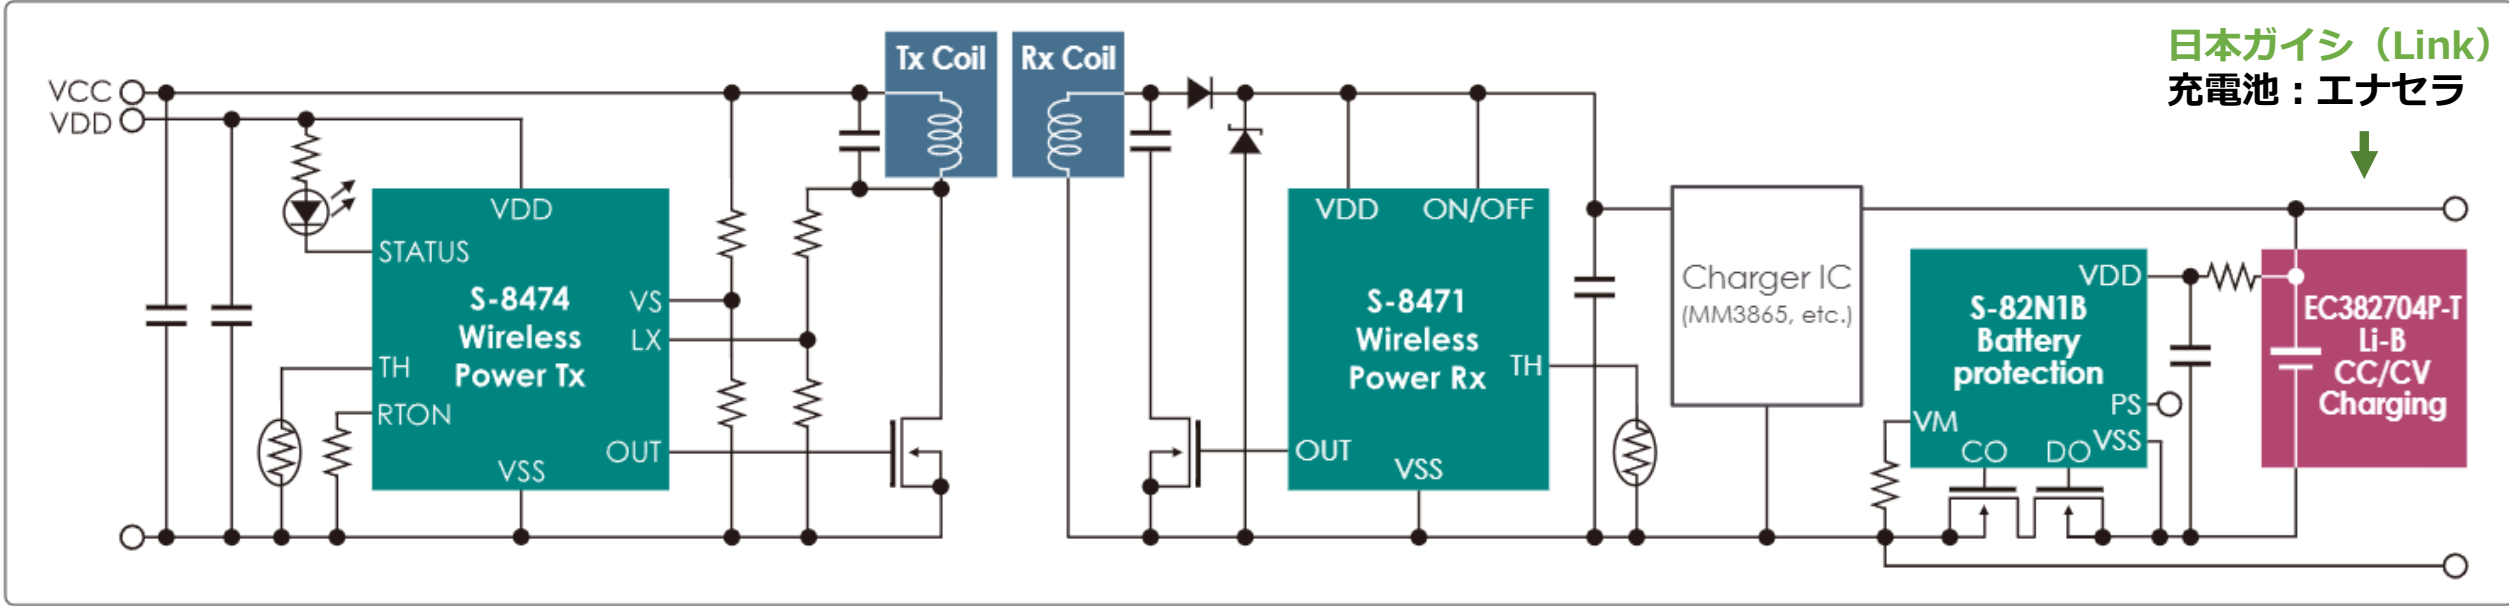 日本ガイシ（Link）
充電池：エナセラ
Tx Coil
Rx Coil
VCC
VDD
VDD
STATUS
S-8474
Wireless
Power Tx
VS
LX
TH
RTON
OUT
VSS
VDD
ON/OFF
S-8471
Wireless
Power Rx
TH
OUT
VSS
Charger IC
(MM3865, etc.)
VDD
S-82N1B
Battery
protection
PS
VM
VSS
CO
DO
EC382704P-T
Li-B
CC/CV
Charging